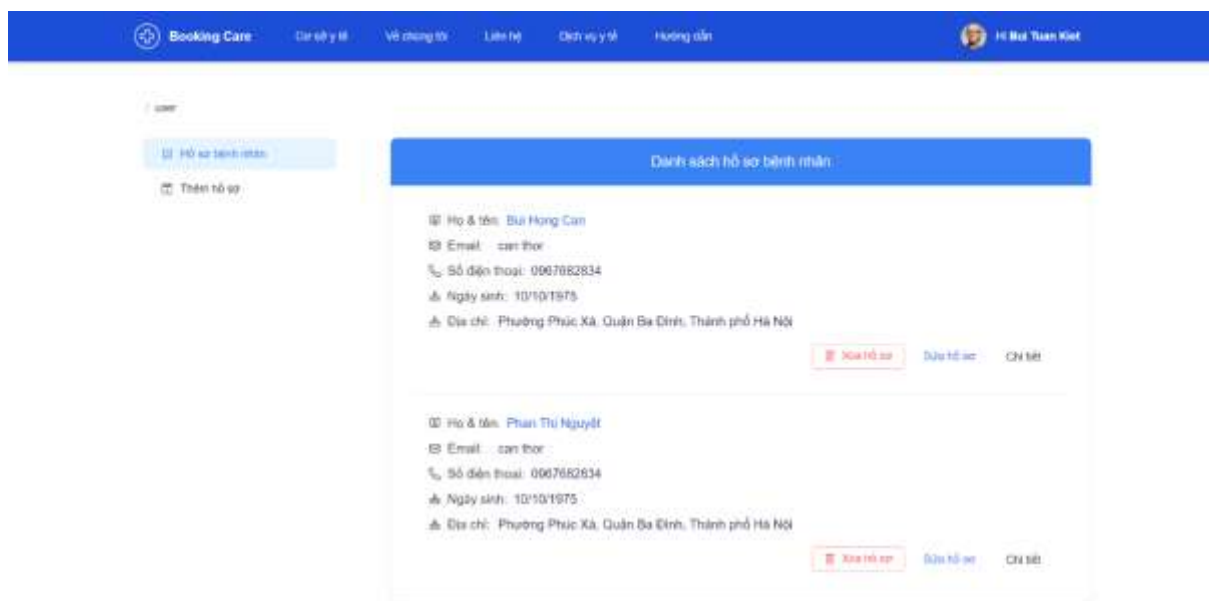 Booking Care Cơ sở y tế Về chúng tôi Liên hệ Dịch vụ y tế Hướng dẫn Hi Bui Tuan Kiet
/ user
Hồ sơ bệnh nhân
Thêm hồ sơ
Danh sách hồ sơ bệnh nhân
Họ & tên: Bui Hong Can
Email: can thor
Số điện thoại: 0967682834
Ngày sinh: 10/10/1975
Địa chỉ: Phường Phúc Xá, Quận Ba Đình, Thành phố Hà Nội
Xóa hồ sơ Sửa hồ sơ Chi tiết
Họ & tên: Phan Thị Nguyệt
Email: can thor
Số điện thoại: 0967682834
Ngày sinh: 10/10/1975
Địa chỉ: Phường Phúc Xá, Quận Ba Đình, Thành phố Hà Nội
Xóa hồ sơ Sửa hồ sơ Chi tiết